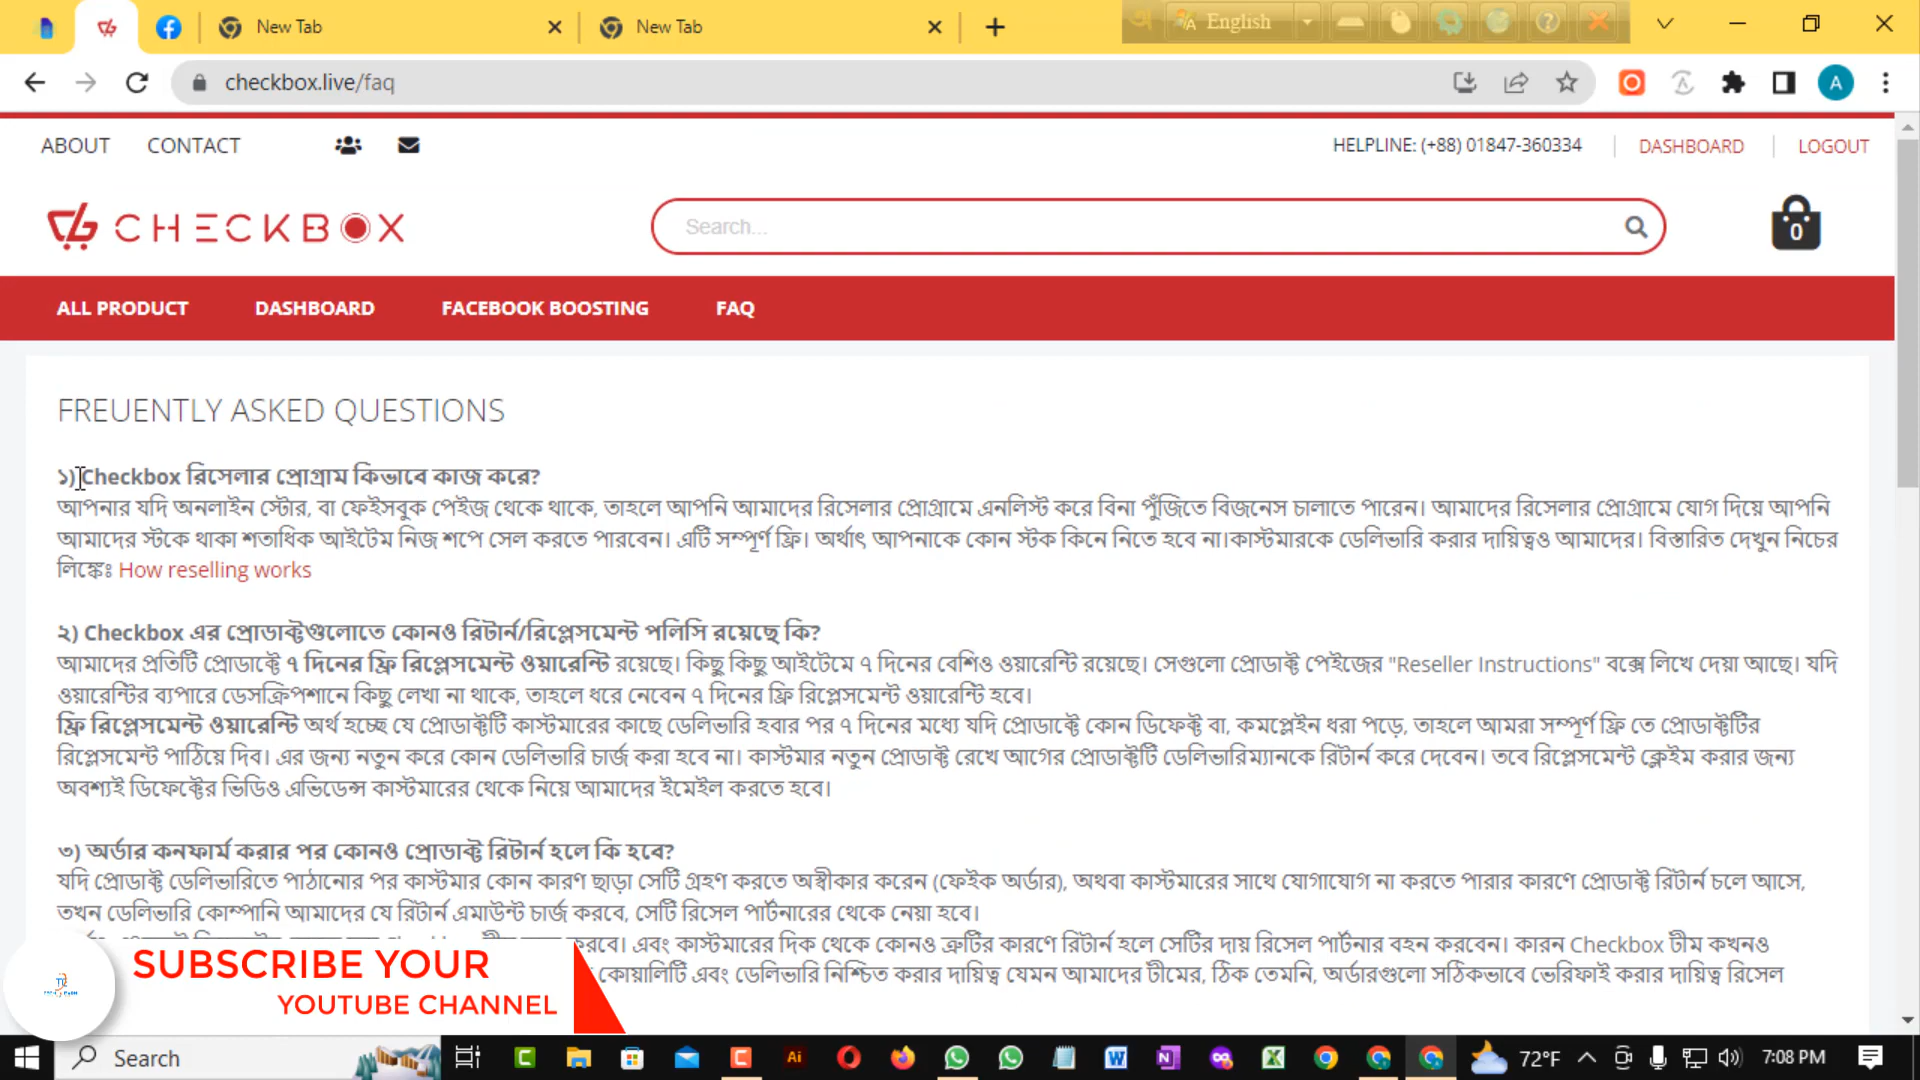 New Tab
New Tab
English
checkbox.live/faq
A
ABOUT CONTACT
HELPLINE: (+88) 01847-360334 DASHBOARD LOGOUT
CHECKBOX
Search...
0
ALL PRODUCT DASHBOARD FACEBOOK BOOSTING FAQ
FREUENTLY ASKED QUESTIONS
১) Checkbox রিসেলার প্রোগ্রাম কিভাবে কাজ করে?
আপনার যদি অনলাইন স্টোর, বা ফেইসবুক পেইজ থেকে থাকে, তাহলে আপনি আমাদের রিসেলার প্রোগ্রামে এনলিস্ট করে বিনা পুঁজিতে বিজনেস চালাতে পারেন। আমাদের রিসেলার প্রোগ্রামে যোগ দিয়ে আপনি
আমাদের স্টকে থাকা শতাধিক আইটেম নিজ শপে সেল করতে পারবেন। এটি সম্পূর্ণ ফ্রি। অর্থাৎ আপনাকে কোন স্টক কিনে নিতে হবে না।কাস্টমারকে ডেলিভারি করার দায়িত্বও আমাদের। বিস্তারিত দেখুন নিচের
লিঙ্কেঃ How reselling works
২) Checkbox এর প্রোডাক্টগুলোতে কোনও রিটার্ন/রিপ্লেসমেন্ট পলিসি রয়েছে কি?
আমাদের প্রতিটি প্রোডাক্টে ৭ দিনের ফ্রি রিপ্লেসমেন্ট ওয়ারেন্টি রয়েছে। কিছু কিছু আইটেমে ৭ দিনের বেশিও ওয়ারেন্টি রয়েছে। সেগুলো প্রোডাক্ট পেইজের "Reseller Instructions" বক্সে লিখে দেয়া আছে। যদি
ওয়ারেন্টির ব্যপারে ডেসক্রিপশানে কিছু লেখা না থাকে, তাহলে ধরে নেবেন ৭ দিনের ফ্রি রিপ্লেসমেন্ট ওয়ারেন্টি হবে।
ফ্রি রিপ্লেসমেন্ট ওয়ারেন্টি অর্থ হচ্ছে যে প্রোডাক্টটি কাস্টমারের কাছে ডেলিভারি হবার পর ৭ দিনের মধ্যে যদি প্রোডাক্টে কোন ডিফেক্ট বা, কমপ্লেইন ধরা পড়ে, তাহলে আমরা সম্পূর্ণ ফ্রি তে প্রোডাক্টটির
রিপ্লেসমেন্ট পাঠিয়ে দিব। এর জন্য নতুন করে কোন ডেলিভারি চার্জ করা হবে না। কাস্টমার নতুন প্রোডাক্ট রেখে আগের প্রোডাক্টটি ডেলিভারিম্যানকে রিটার্ন করে দেবেন। তবে রিপ্লেসমেন্ট ক্লেইম করার জন্য
অবশ্যই ডিফেক্টের ভিডিও এভিডেন্স কাস্টমারের থেকে নিয়ে আমাদের ইমেইল করতে হবে।
৩) অর্ডার কনফার্ম করার পর কোনও প্রোডাক্ট রিটার্ন হলে কি হবে?
যদি প্রোডাক্ট ডেলিভারিতে পাঠানোর পর কাস্টমার কোন কারণ ছাড়া সেটি গ্রহণ করতে অস্বীকার করেন (ফেইক অর্ডার), অথবা কাস্টমারের সাথে যোগাযোগ না করতে পারার কারণে প্রোডাক্ট রিটার্ন চলে আসে,
তখন ডেলিভারি কোম্পানি আমাদের যে রিটার্ন এমাউন্ট চার্জ করবে, সেটি রিসেল পার্টনারের থেকে নেয়া হবে।
করবে। এবং কাস্টমারের দিক থেকে কোনও ত্রুটির কারণে রিটার্ন হলে সেটির দায় রিসেল পার্টনার বহন করবেন। কারন Checkbox টীম কখনও
কোয়ালিটি এবং ডেলিভারি নিশ্চিত করার দায়িত্ব যেমন আমাদের টীমের, ঠিক তেমনি, অর্ডারগুলো সঠিকভাবে ভেরিফাই করার দায়িত্ব রিসেল
SUBSCRIBE YOUR
YOUTUBE CHANNEL
Search
72°F
7:08 PM